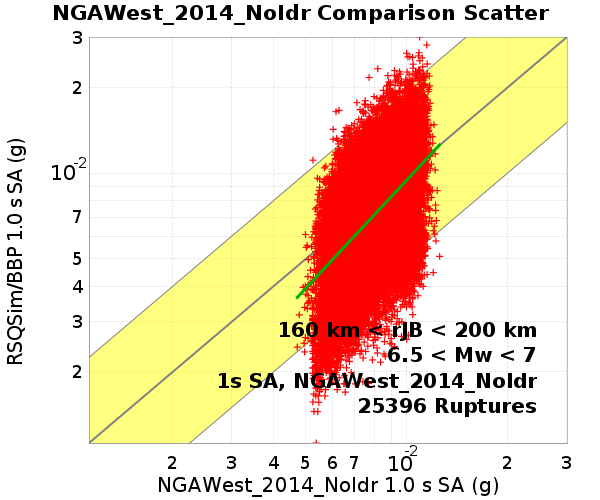 NGAWest_2014_NoIdr Comparison Scatter
RSQSim/BBP 1.0 s SA (g)
3
2
10-2
7
5
4
3
2
160 km < rJB < 200 km
6.5 < Mw < 7
1s SA, NGAWest_2014_NoIdr
25396 Ruptures
2 3 4 5 6 7 10-2 2 3
NGAWest_2014_NoIdr 1.0 s SA (g)